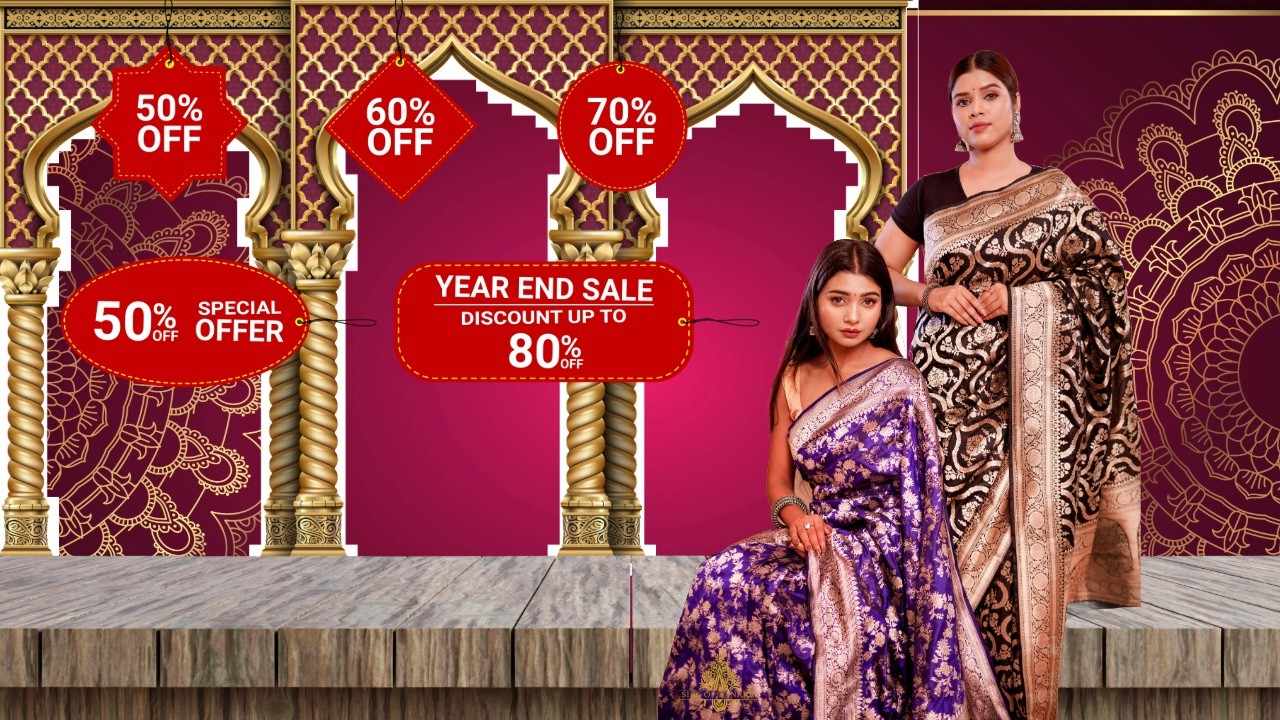 50%
OFF
60%
OFF
70%
OFF
50% OFF
SPECIAL
OFFER
YEAR END SALE
DISCOUNT UP TO
80% OFF